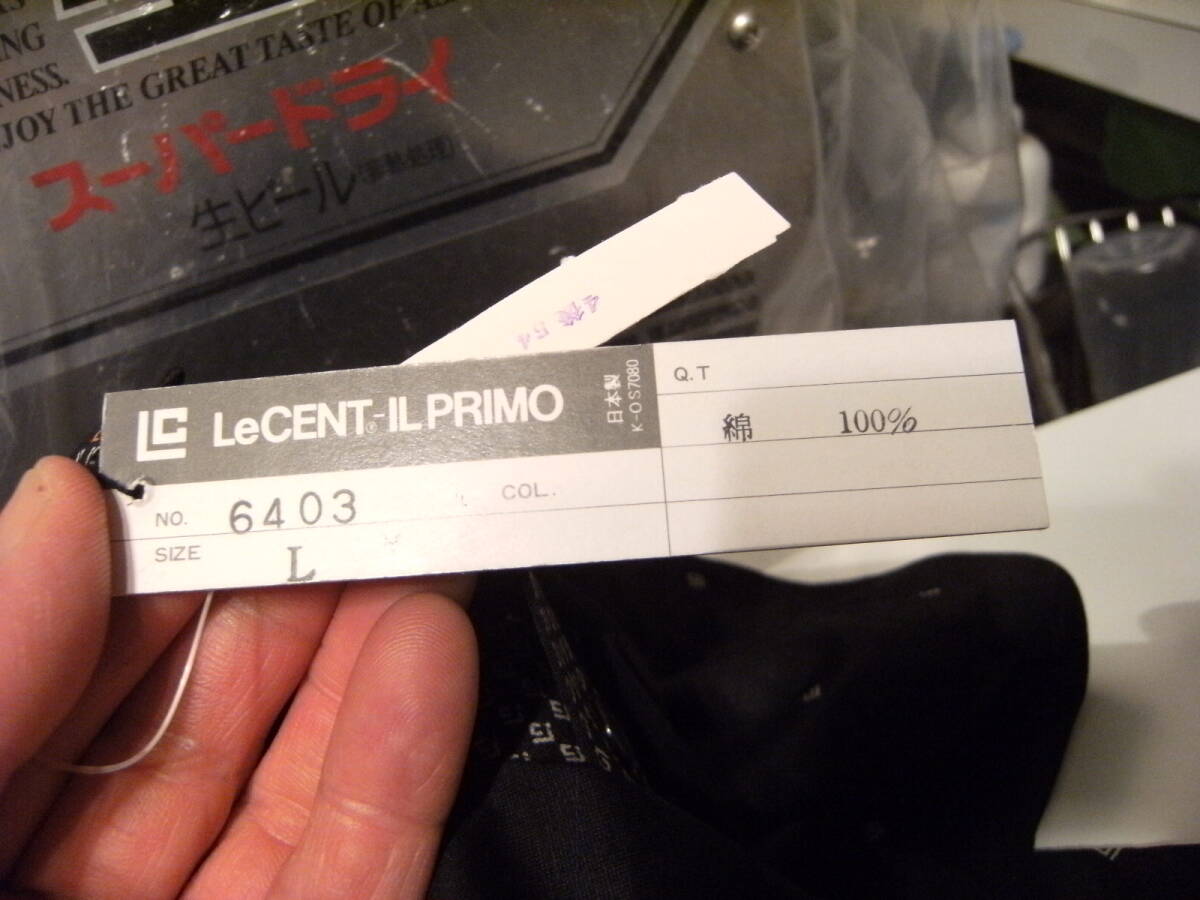 ING
NESS.
JOY THE GREAT TASTE OF
スーパードライ
生ビール
LC LeCENT®-IL PRIMO
日本製
K-OS7080
Q.T
綿 100%
NO. 6403 COL.
SIZE L